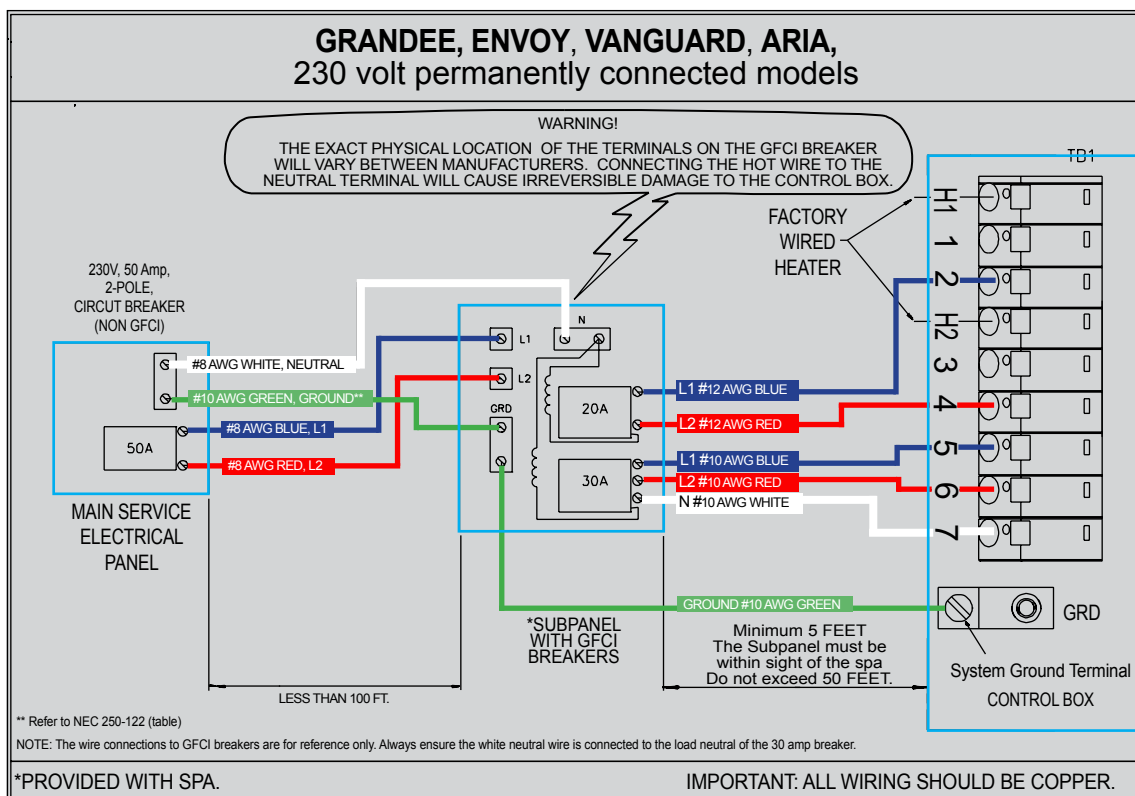 GRANDEE, ENVOY, VANGUARD, ARIA,
230 volt permanently connected models
WARNING!
THE EXACT PHYSICAL LOCATION OF THE TERMINALS ON THE GFCI BREAKER
WILL VARY BETWEEN MANUFACTURERS. CONNECTING THE HOT WIRE TO THE
NEUTRAL TERMINAL WILL CAUSE IRREVERSIBLE DAMAGE TO THE CONTROL BOX.
TB1
H1
1
2
H2
3
4
5
6
7
FACTORY
WIRED
HEATER
230V, 50 Amp,
2-POLE,
CIRCUT BREAKER
(NON GFCI)
#8 AWG WHITE, NEUTRAL
#10 AWG GREEN, GROUND**
#8 AWG BLUE, L1
#8 AWG RED, L2
50A
MAIN SERVICE
ELECTRICAL
PANEL
N
L1
L2
GRD
20A
30A
L1 #12 AWG BLUE
L2 #12 AWG RED
L1 #10 AWG BLUE
L2 #10 AWG RED
N #10 AWG WHITE
GROUND #10 AWG GREEN
GRD
*SUBPANEL
WITH GFCI
BREAKERS
Minimum 5 FEET
The Subpanel must be
within sight of the spa
Do not exceed 50 FEET.
System Ground Terminal
CONTROL BOX
LESS THAN 100 FT.
** Refer to NEC 250-122 (table)
NOTE: The wire connections to GFCI breakers are for reference only. Always ensure the white neutral wire is connected to the load neutral of the 30 amp breaker.
*PROVIDED WITH SPA.
IMPORTANT: ALL WIRING SHOULD BE COPPER.